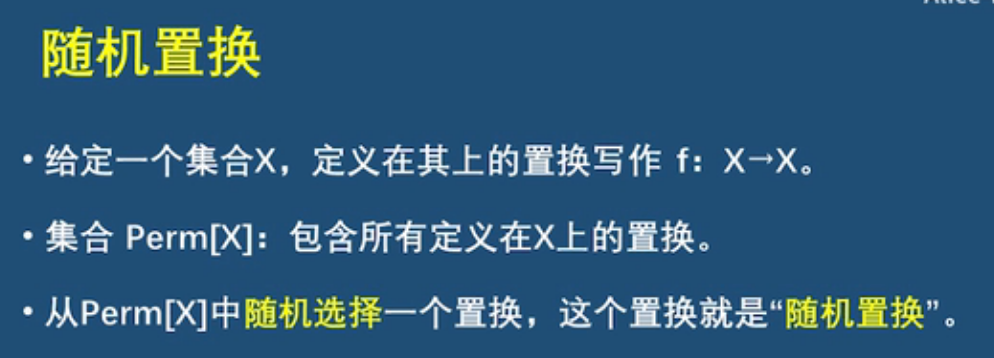 随机置换
• 给定一个集合X，定义在其上的置换写作 f：X→X。
• 集合 Perm[X]：包含所有定义在X上的置换。
• 从Perm[X]中随机选择一个置换，这个置换就是“随机置换”。